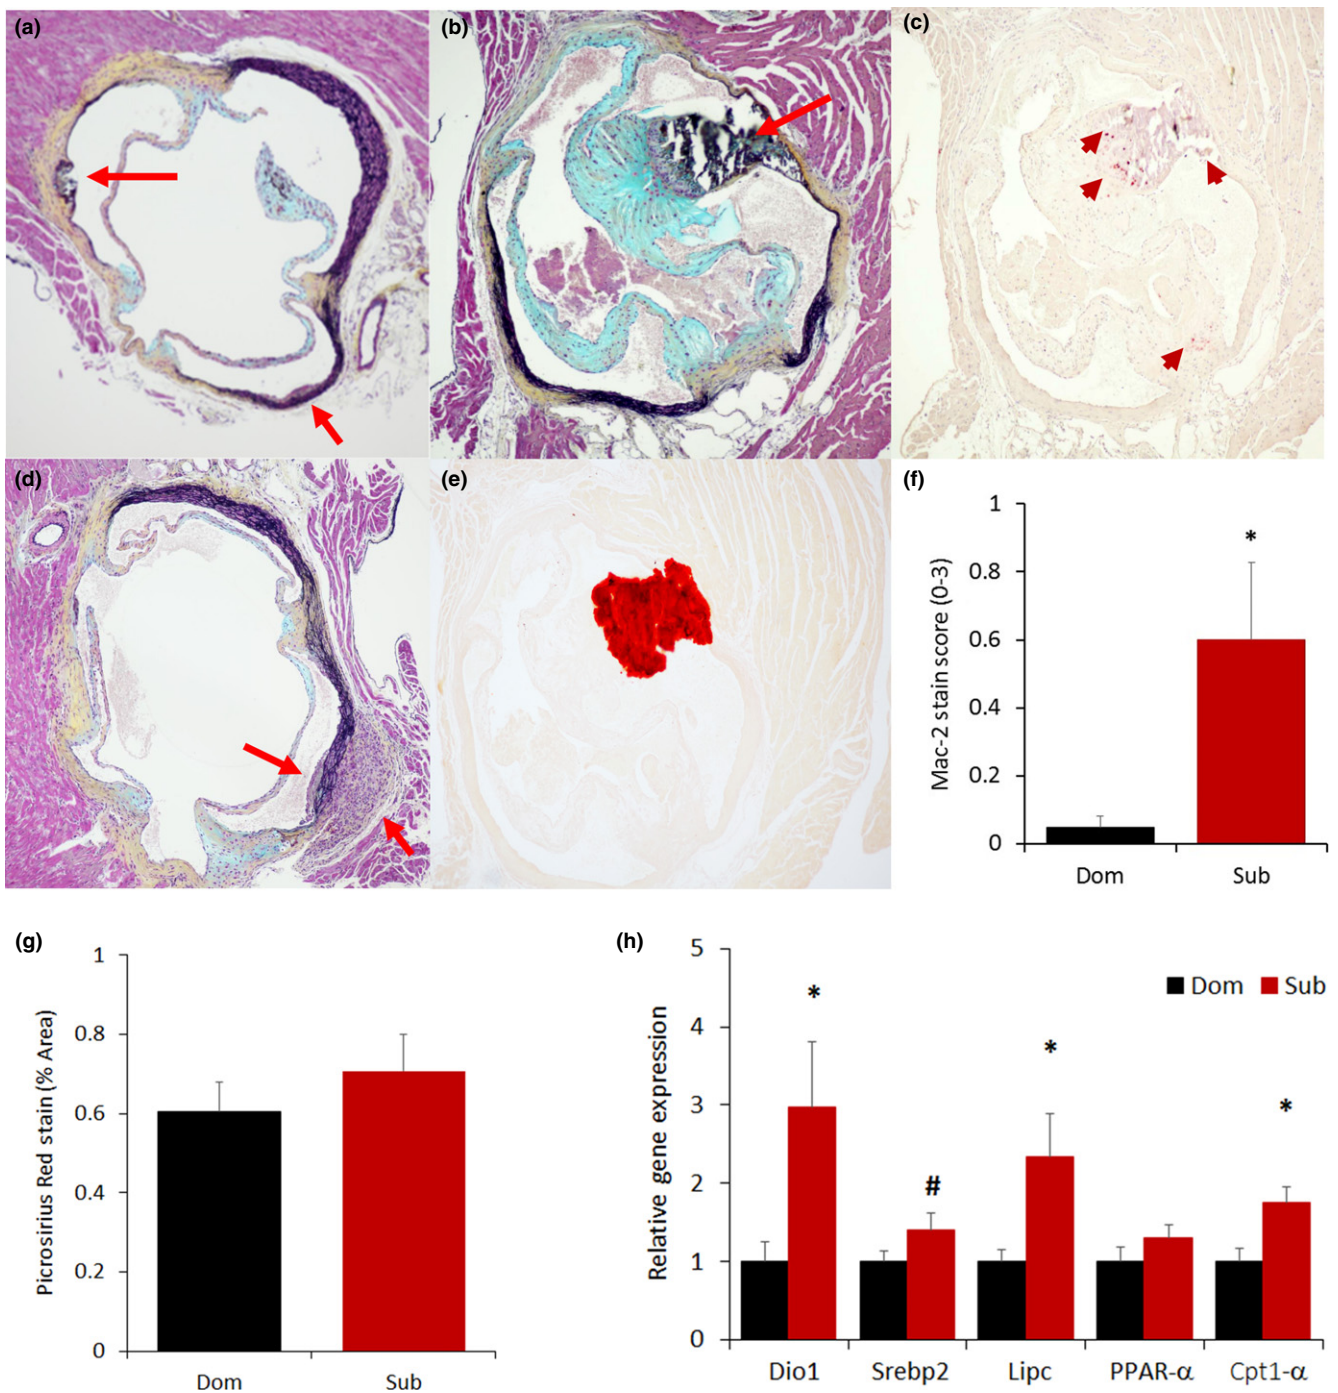 (a)
(b)
(c)
(d)
(e)
(f)
1
0.8
0.6
0.4
0.2
0
Mac-2 stain score (0-3)
*
Dom
Sub
(g)
1
0.8
0.6
0.4
0.2
0
Picrosirius Red stain (% Area)
Dom
Sub
(h)
5
4
3
2
1
0
Relative gene expression
Dom
Sub
*
#
*
*
Dio1
Srebp2
Lipc
PPAR-α
Cpt1-α